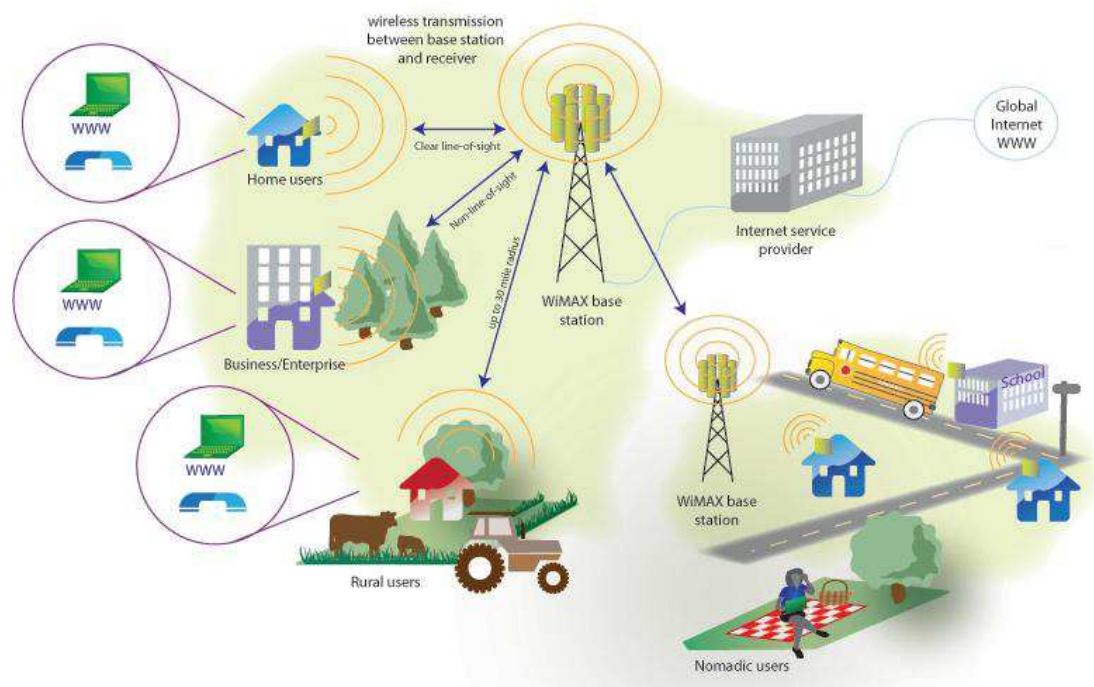 wireless transmission
between base station
and receiver
WWW
Home users
Clear line-of-sight
Non-line-of-sight
up to 30 mile radius
WiMAX base
station
Internet service
provider
Global
Internet
WWW
WWW
Business/Enterprise
WWW
Rural users
WiMAX base
station
School
Nomadic users